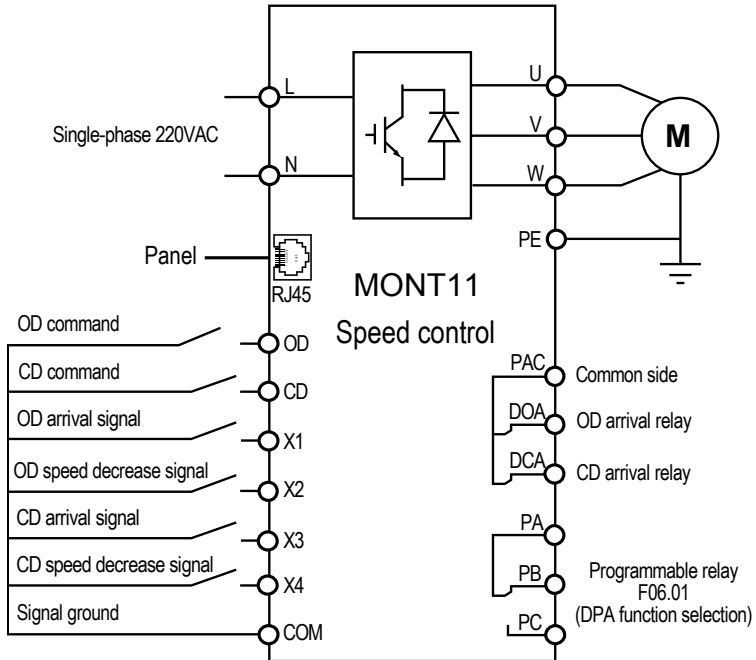 L
U
Single-phase 220VAC
V
M
N
W
PE
Panel
RJ45
MONT11
Speed control
OD command
OD
CD command
CD
OD arrival signal
X1
OD speed decrease signal
X2
CD arrival signal
X3
CD speed decrease signal
X4
Signal ground
COM
PAC
Common side
DOA
OD arrival relay
DCA
CD arrival relay
PA
PB
Programmable relay
F06.01
(DPA function selection)
PC